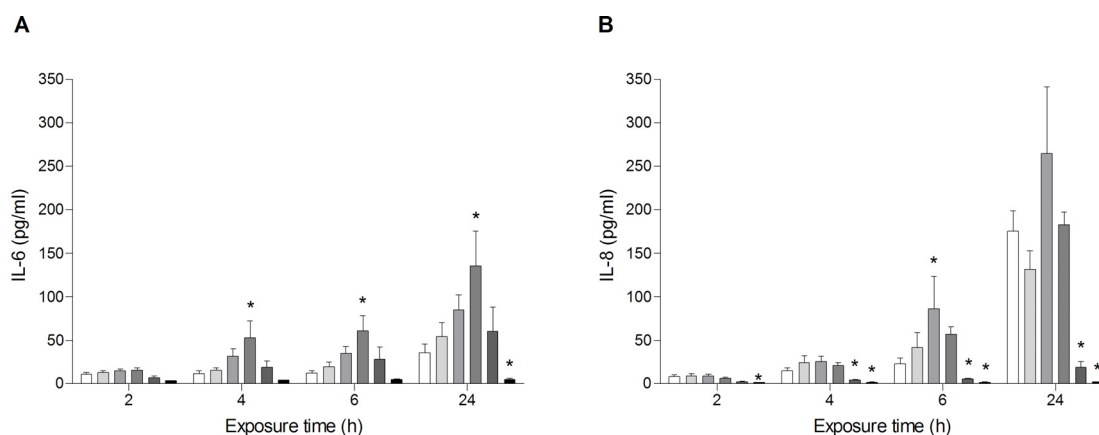 A
350
300
250
200
150
100
50
0
IL-6 (pg/ml)
* * * *
2 4 6 24
Exposure time (h)
B
350
300
250
200
150
100
50
0
IL-8 (pg/ml)
* * * * * * * *
2 4 6 24
Exposure time (h)